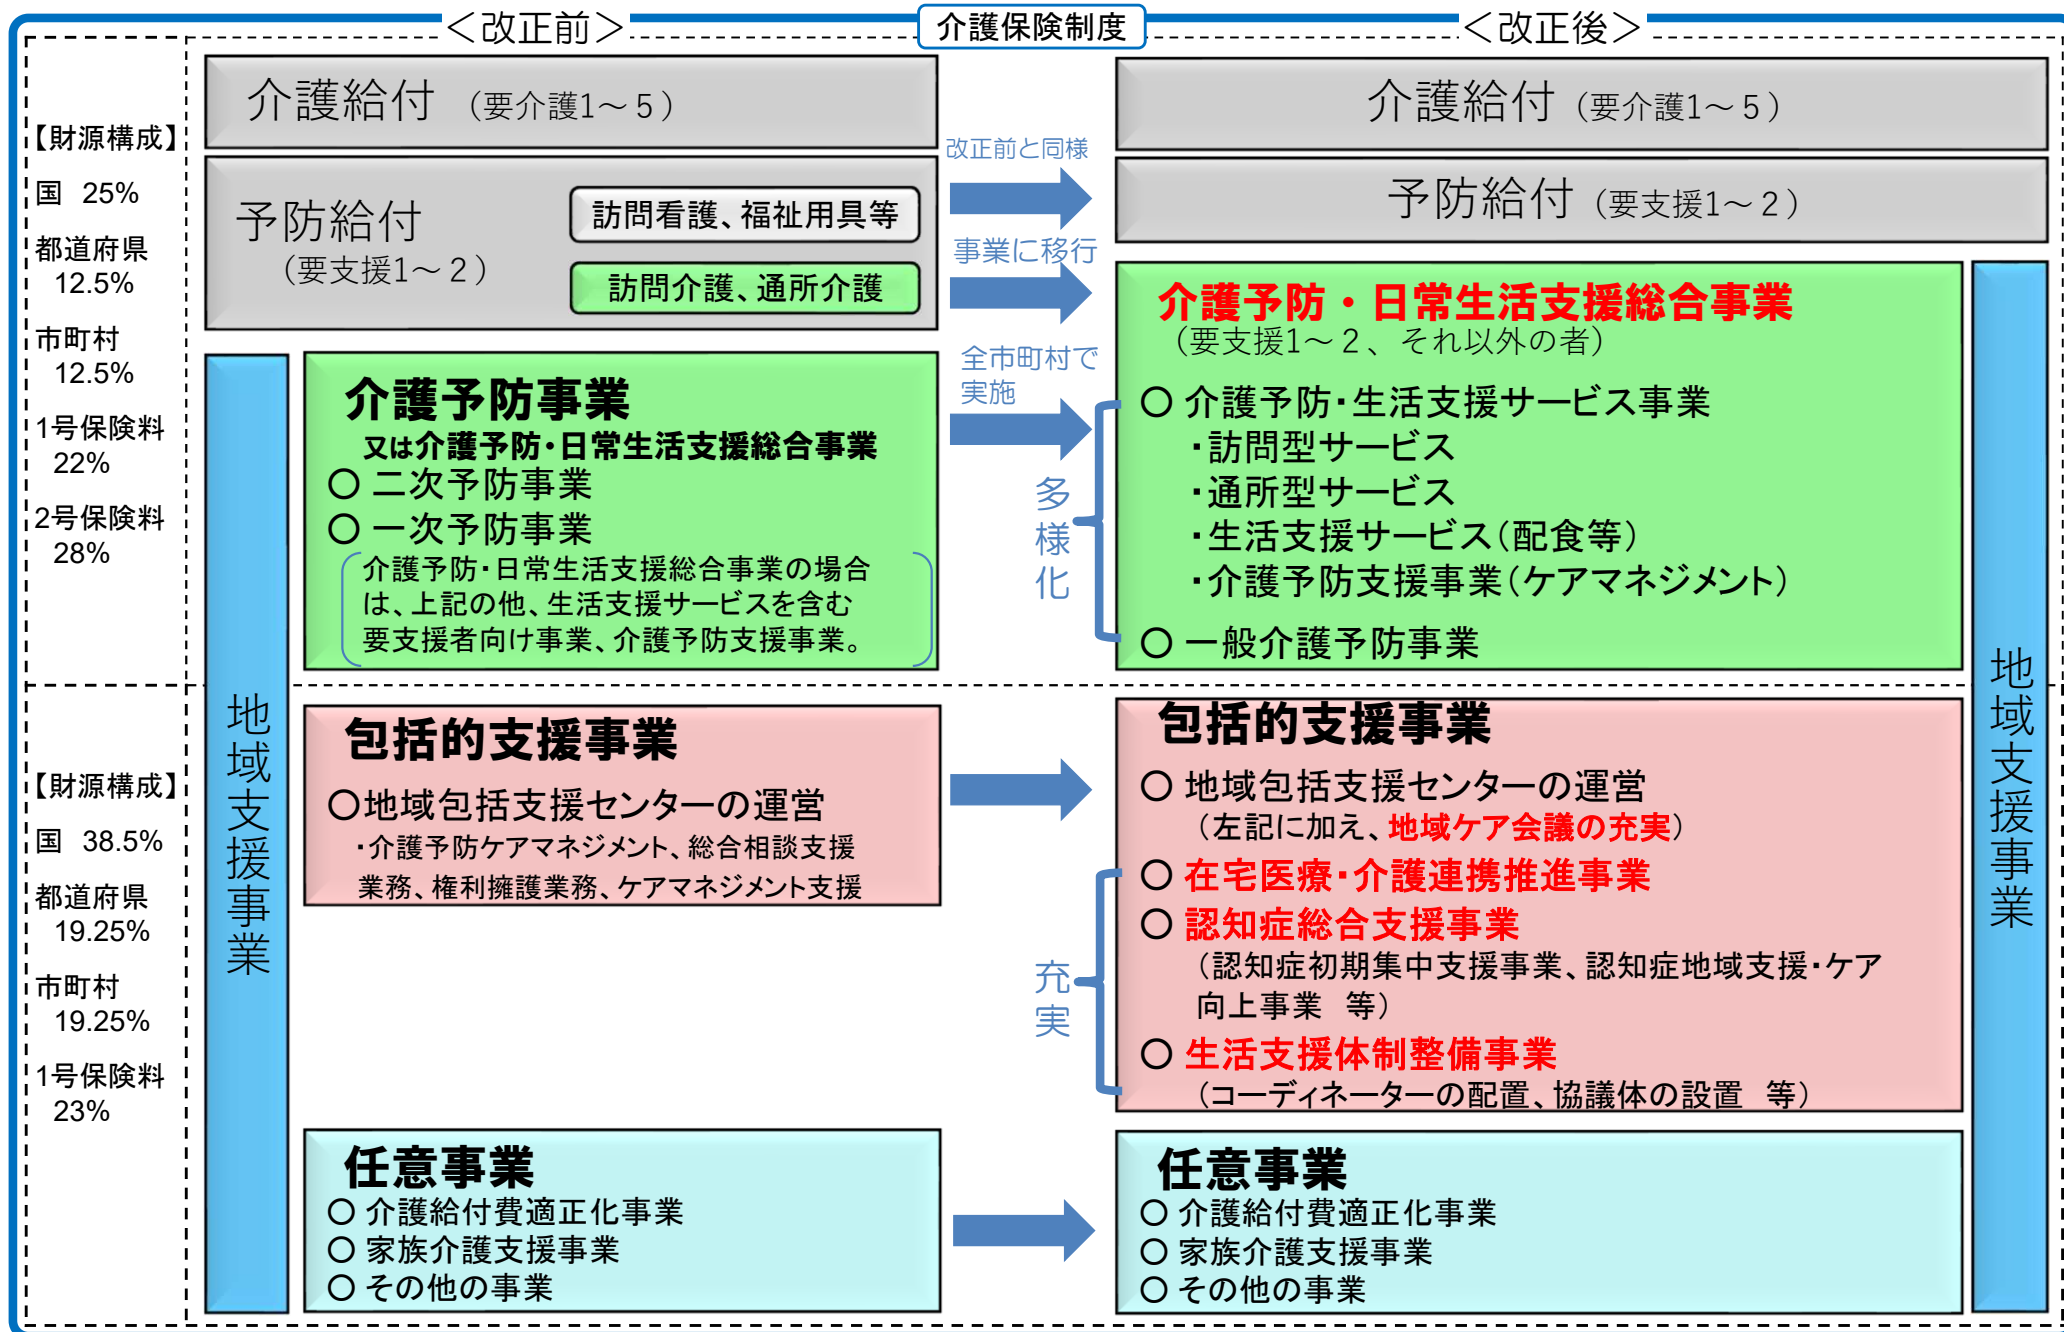 介護保険制度
＜改正前＞
＜改正後＞
【財源構成】
国 25%
都道府県
12.5%
市町村
12.5%
1号保険料
22%
2号保険料
28%
【財源構成】
国 38.5%
都道府県
19.25%
市町村
19.25%
1号保険料
23%
介護給付 （要介護1～５）
予防給付
（要支援1～２）
訪問看護、福祉用具等
訪問介護、通所介護
地域支援事業
介護予防事業
又は介護予防・日常生活支援総合事業
○ 二次予防事業
○ 一次予防事業
介護予防・日常生活支援総合事業の場合
は、上記の他、生活支援サービスを含む
要支援者向け事業、介護予防支援事業。
包括的支援事業
○地域包括支援センターの運営
・介護予防ケアマネジメント、総合相談支援
業務、権利擁護業務、ケアマネジメント支援
任意事業
○ 介護給付費適正化事業
○ 家族介護支援事業
○ その他の事業
改正前と同様
事業に移行
全市町村で
実施
多様化
充実
介護給付 （要介護1～５）
予防給付 （要支援1～２）
介護予防・日常生活支援総合事業
（要支援1～２、それ以外の者）
○ 介護予防・生活支援サービス事業
・訪問型サービス
・通所型サービス
・生活支援サービス（配食等）
・介護予防支援事業（ケアマネジメント）
○ 一般介護予防事業
包括的支援事業
○ 地域包括支援センターの運営
（左記に加え、地域ケア会議の充実）
○ 在宅医療・介護連携推進事業
○ 認知症総合支援事業
（認知症初期集中支援事業、認知症地域支援・ケア
向上事業 等）
○ 生活支援体制整備事業
（コーディネーターの配置、協議体の設置 等）
任意事業
○ 介護給付費適正化事業
○ 家族介護支援事業
○ その他の事業
地域支援事業